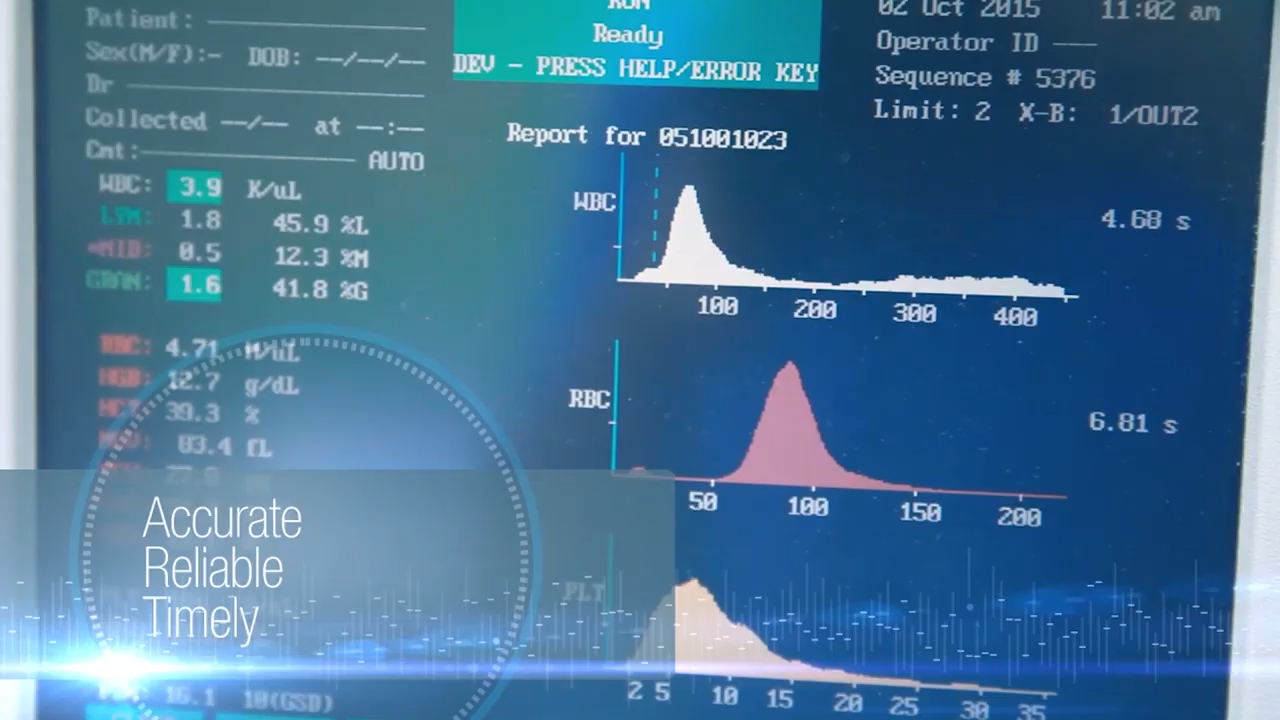 Patient:
Sex(M/F):- DOB: --/--/--
Dr
Collected --/-- at --:--
Cmt: AUTO
WBC: 3.9 K/uL
LYM: 1.8 45.9 %L
*MID: 0.5 12.3 %M
GRAN: 1.6 41.8 %G
RBC: 4.71 M/uL
HGB: 12.7 g/dL
HCT: 39.3 %
MCV: 83.4 fL
RUN
Ready
DEV - PRESS HELP/ERROR KEY
02 Oct 2015 11:02 am
Operator ID
Sequence # 5376
Limit: 2 X-B: 1/OUT2
Report for 051001023
WBC
4.68 s
100 200 300 400
RBC
6.81 s
50 100 150 200
PLT
2 5 10 15 20 25 30 35
Accurate
Reliable
Timely
16.1 10(GSD)